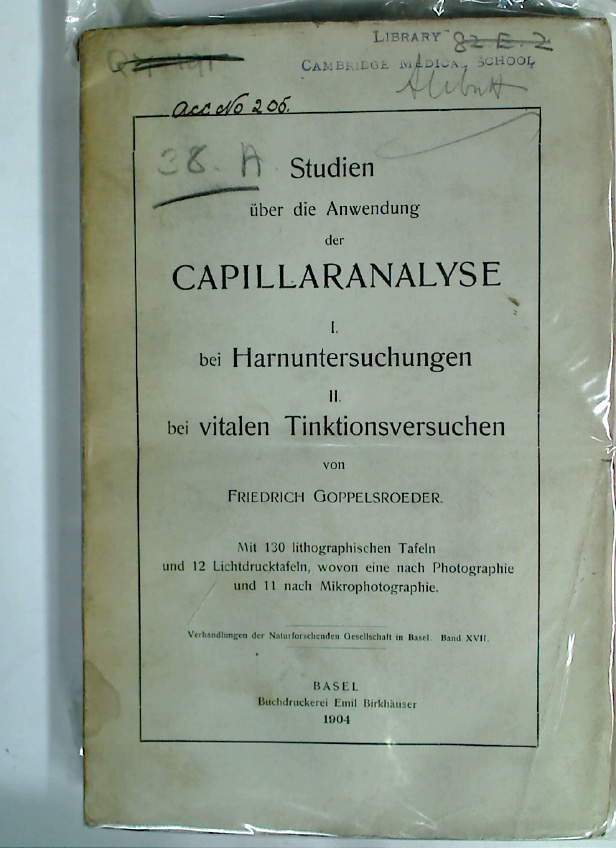 LIBRARY 82.E.2
CAMBRIDGE MEDICAL SCHOOL
Acc No 205.
38. A
Studien
über die Anwendung
der
CAPILLARANALYSE
I.
bei Harnuntersuchungen
II.
bei vitalen Tinktionsversuchen
von
FRIEDRICH GOPPELSROEDER.
Mit 130 lithographischen Tafeln
und 12 Lichtdrucktafeln, wovon eine nach Photographie
und 11 nach Mikrophotographie.
Verhandlungen der Naturforschenden Gesellschaft in Basel. Band XVII.
BASEL
Buchdruckerei Emil Birkhäuser
1904